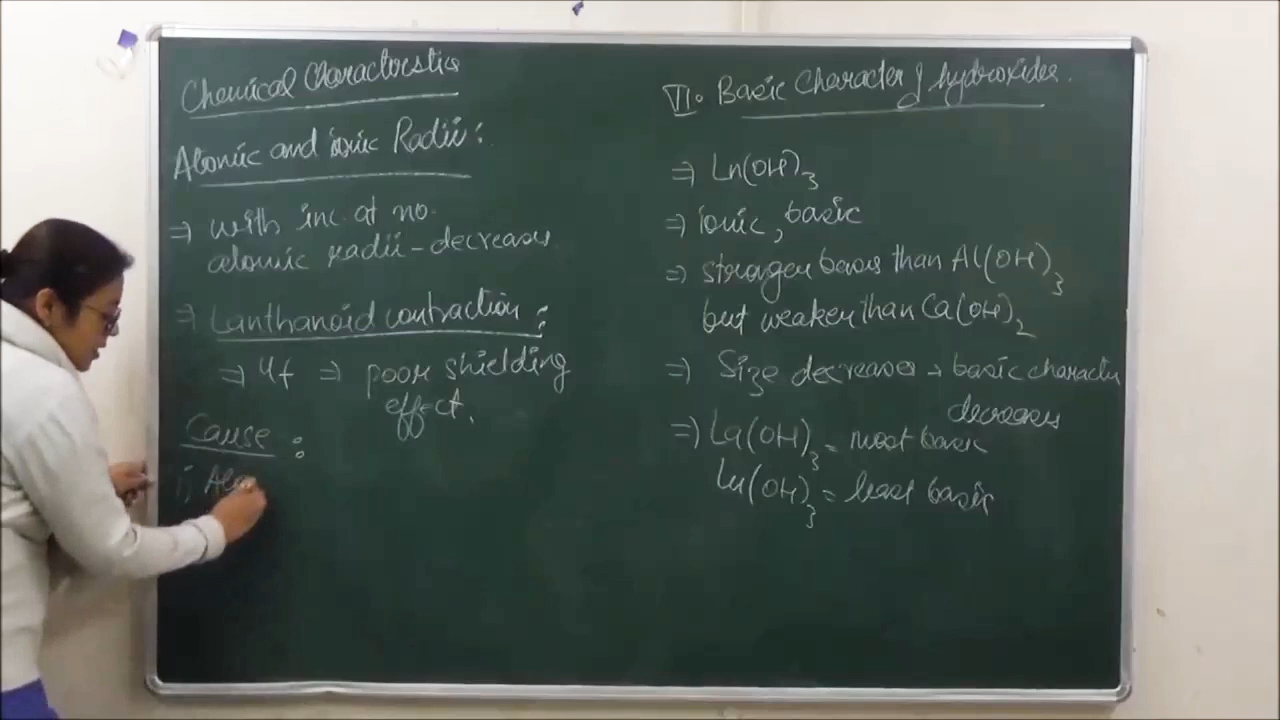 Chemical Characterstics
Atomic and ionic Radii:
⇒ with inc. at no.
atomic radii - decreases
⇒ Lanthanoid contraction:
⇒ 4f ⇒ poor shielding
effect.
Cause:
i, Ato
VI. Basic Character of hydroxides.
⇒ Ln(OH)3
⇒ ionic, basic
⇒ stronger bases than Al(OH)3
but weaker than Ca(OH)2
⇒ Size decreases → basic character
decreases
⇒ La(OH)3 = most basic
Lu(OH)3 = least basic